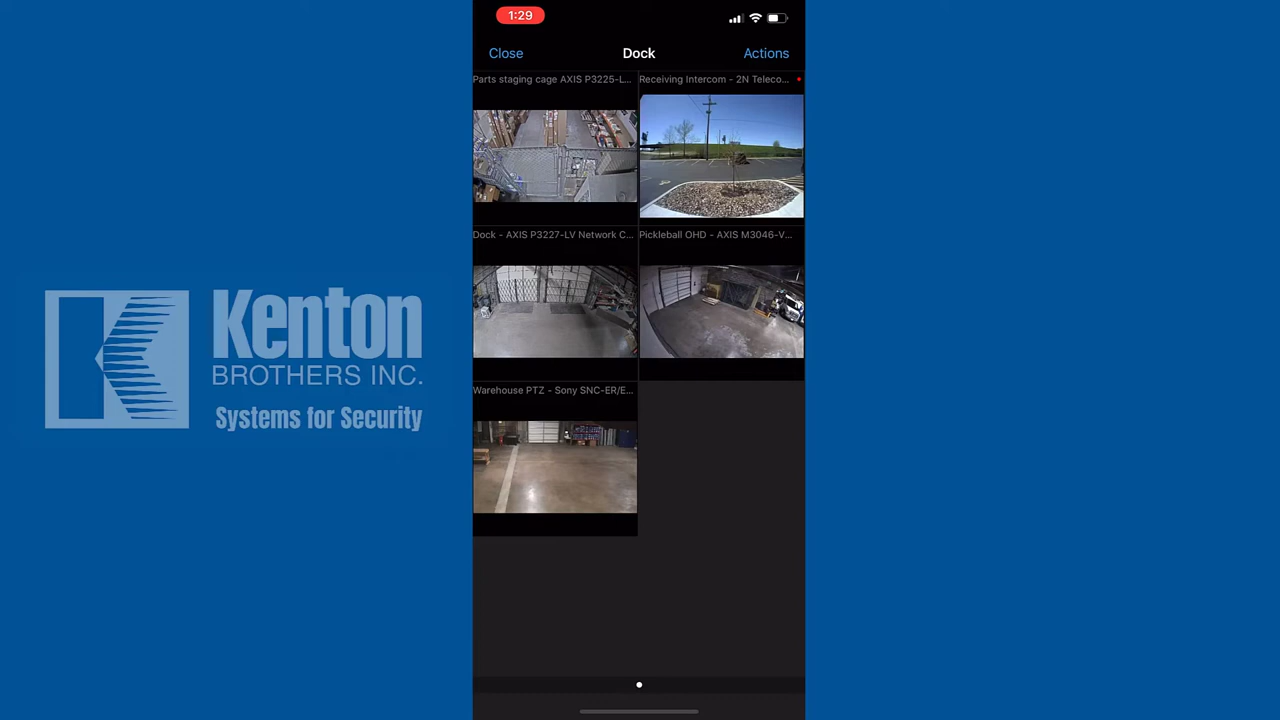 1:29
Close
Dock
Actions
Parts staging cage AXIS P3225-L...
Receiving Intercom - 2N Teleco...
Dock - AXIS P3227-LV Network C...
Pickleball OHD - AXIS M3046-V...
Warehouse PTZ - Sony SNC-ER/E...
Kenton
BROTHERS INC.
Systems for Security